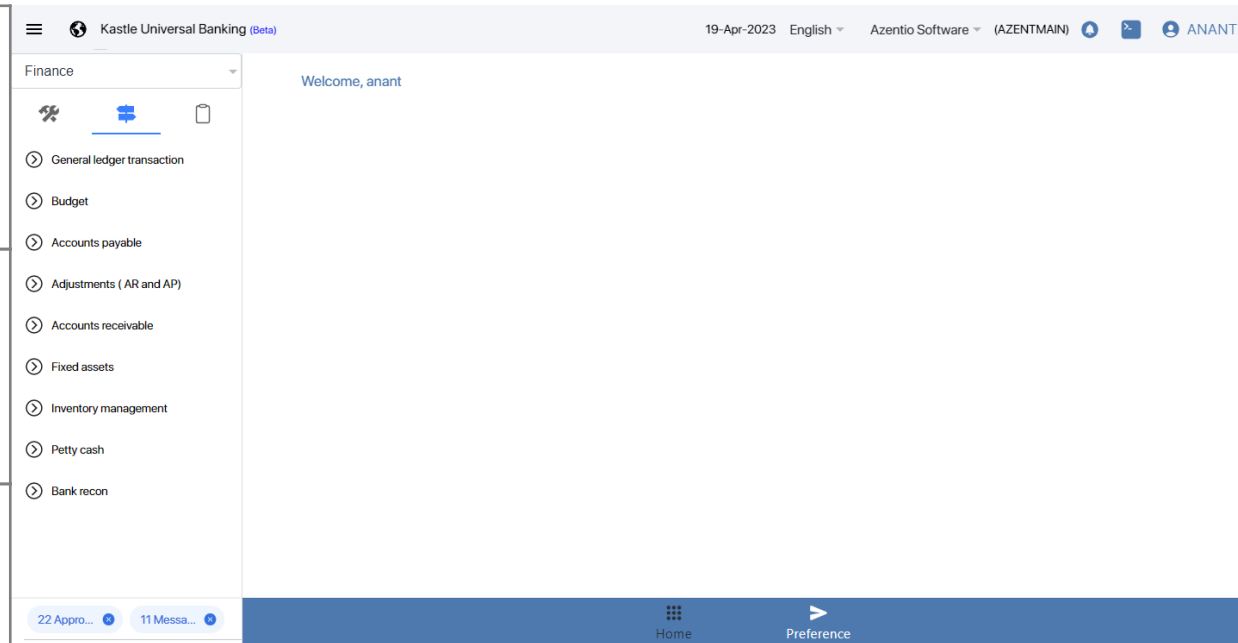 Kastle Universal Banking (Beta)
19-Apr-2023 English Azentio Software (AZENTMAIN) ANANT
Finance
Welcome, anant
General ledger transaction
Budget
Accounts payable
Adjustments ( AR and AP)
Accounts receivable
Fixed assets
Inventory management
Petty cash
Bank recon
22 Appro... 11 Messa...
Home Preference